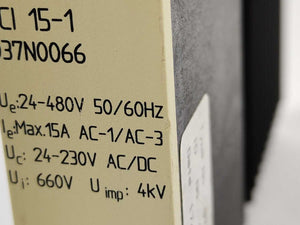 CI 15-1
037N0066
Ue:24-480V 50/60Hz
Ie:Max.15A AC-1/AC-3
Uc: 24-230V AC/DC
Ui: 660V Uimp: 4kV